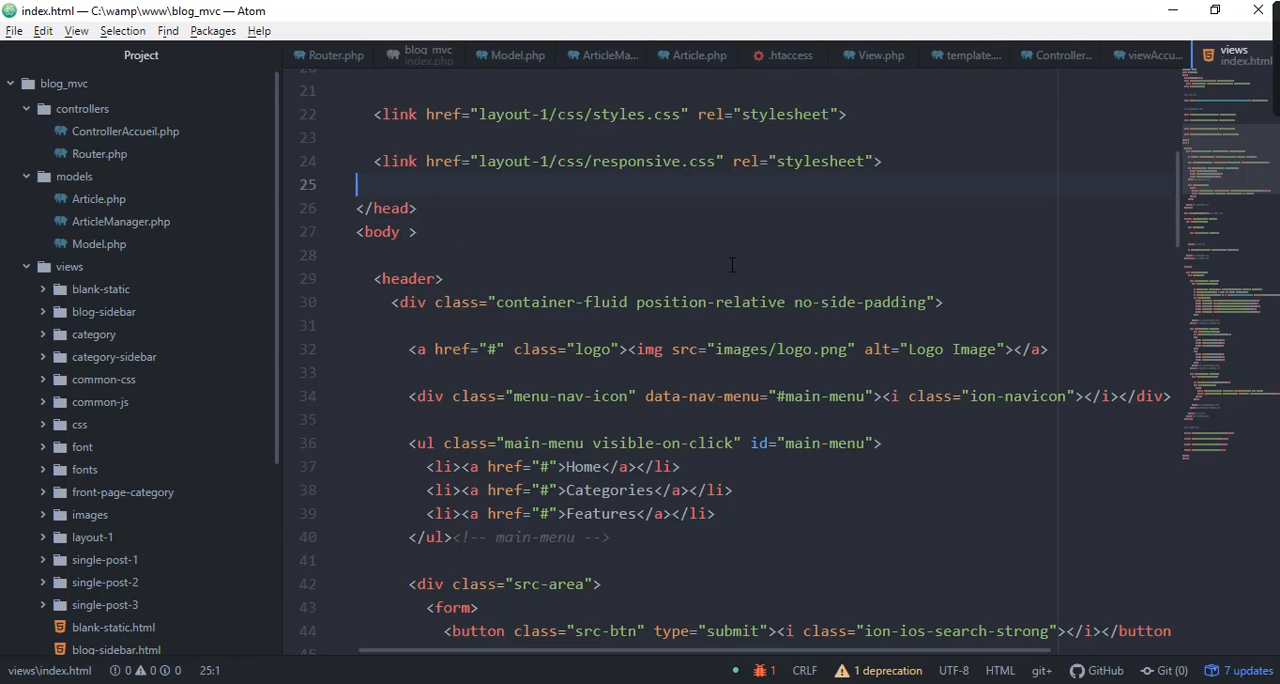 index.html — C:\wamp\www\blog_mvc — Atom
File Edit View Selection Find Packages Help
Project
Router.php
blog_mvc
index.php
Model.php
ArticleMa...
Article.php
.htaccess
View.php
template....
Controller...
viewAccu...
views
index.html
blog_mvc
controllers
ControllerAccueil.php
Router.php
models
Article.php
ArticleManager.php
Model.php
views
blank-static
blog-sidebar
category
category-sidebar
common-css
common-js
css
font
fonts
front-page-category
images
layout-1
single-post-1
single-post-2
single-post-3
blank-static.html
blog-sidebar.html
21
22 <link href="layout-1/css/styles.css" rel="stylesheet">
23
24 <link href="layout-1/css/responsive.css" rel="stylesheet">
25
26 </head>
27 <body >
28
29 <header>
30 <div class="container-fluid position-relative no-side-padding">
31
32 <a href="#" class="logo"><img src="images/logo.png" alt="Logo Image"></a>
33
34 <div class="menu-nav-icon" data-nav-menu="#main-menu"><i class="ion-navicon"></i></div>
35
36 <ul class="main-menu visible-on-click" id="main-menu">
37 <li><a href="#">Home</a></li>
38 <li><a href="#">Categories</a></li>
39 <li><a href="#">Features</a></li>
40 </ul><!-- main-menu -->
41
42 <div class="src-area">
43 <form>
44 <button class="src-btn" type="submit"><i class="ion-ios-search-strong"></i></button
views\index.html 0 0 0 25:1 1 CRLF 1 deprecation UTF-8 HTML git+ GitHub Git (0) 7 updates